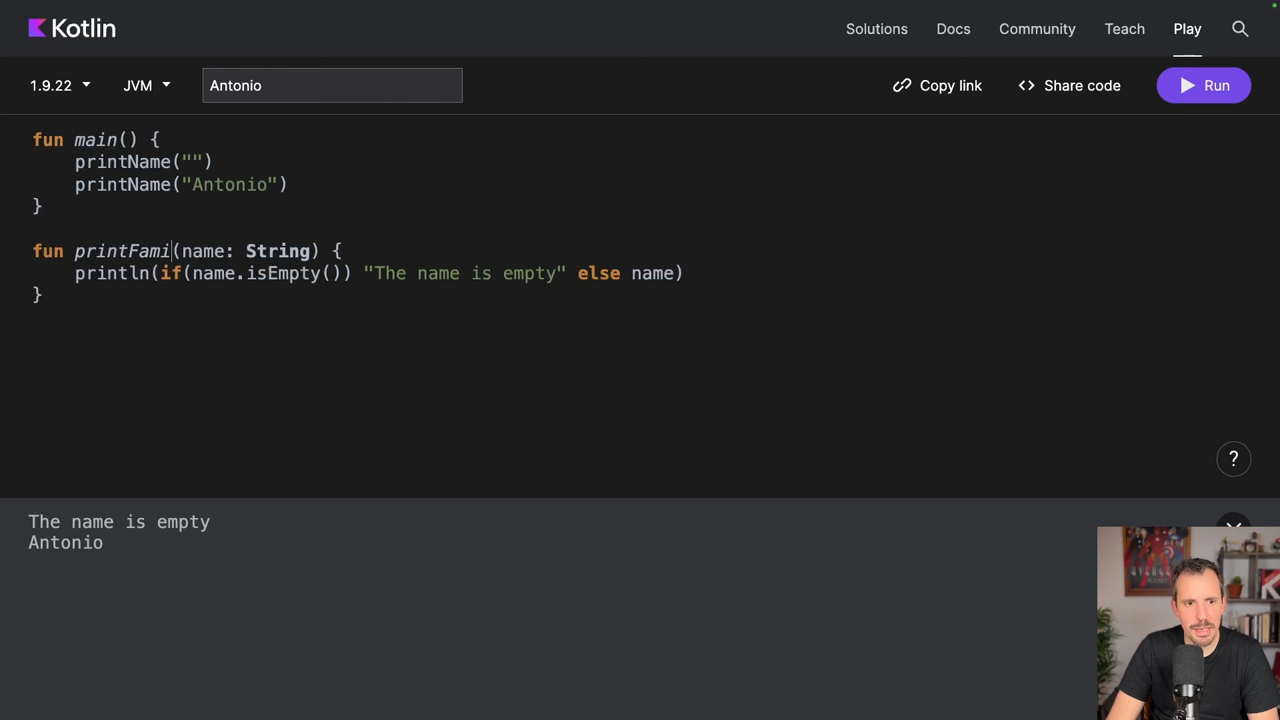 Kotlin
Solutions Docs Community Teach Play
1.9.22 JVM Antonio Copy link Share code Run
fun main() {
    printName("")
    printName("Antonio")
}
fun printFami(name: String) {
    println(if(name.isEmpty()) "The name is empty" else name)
}
?
The name is empty
Antonio